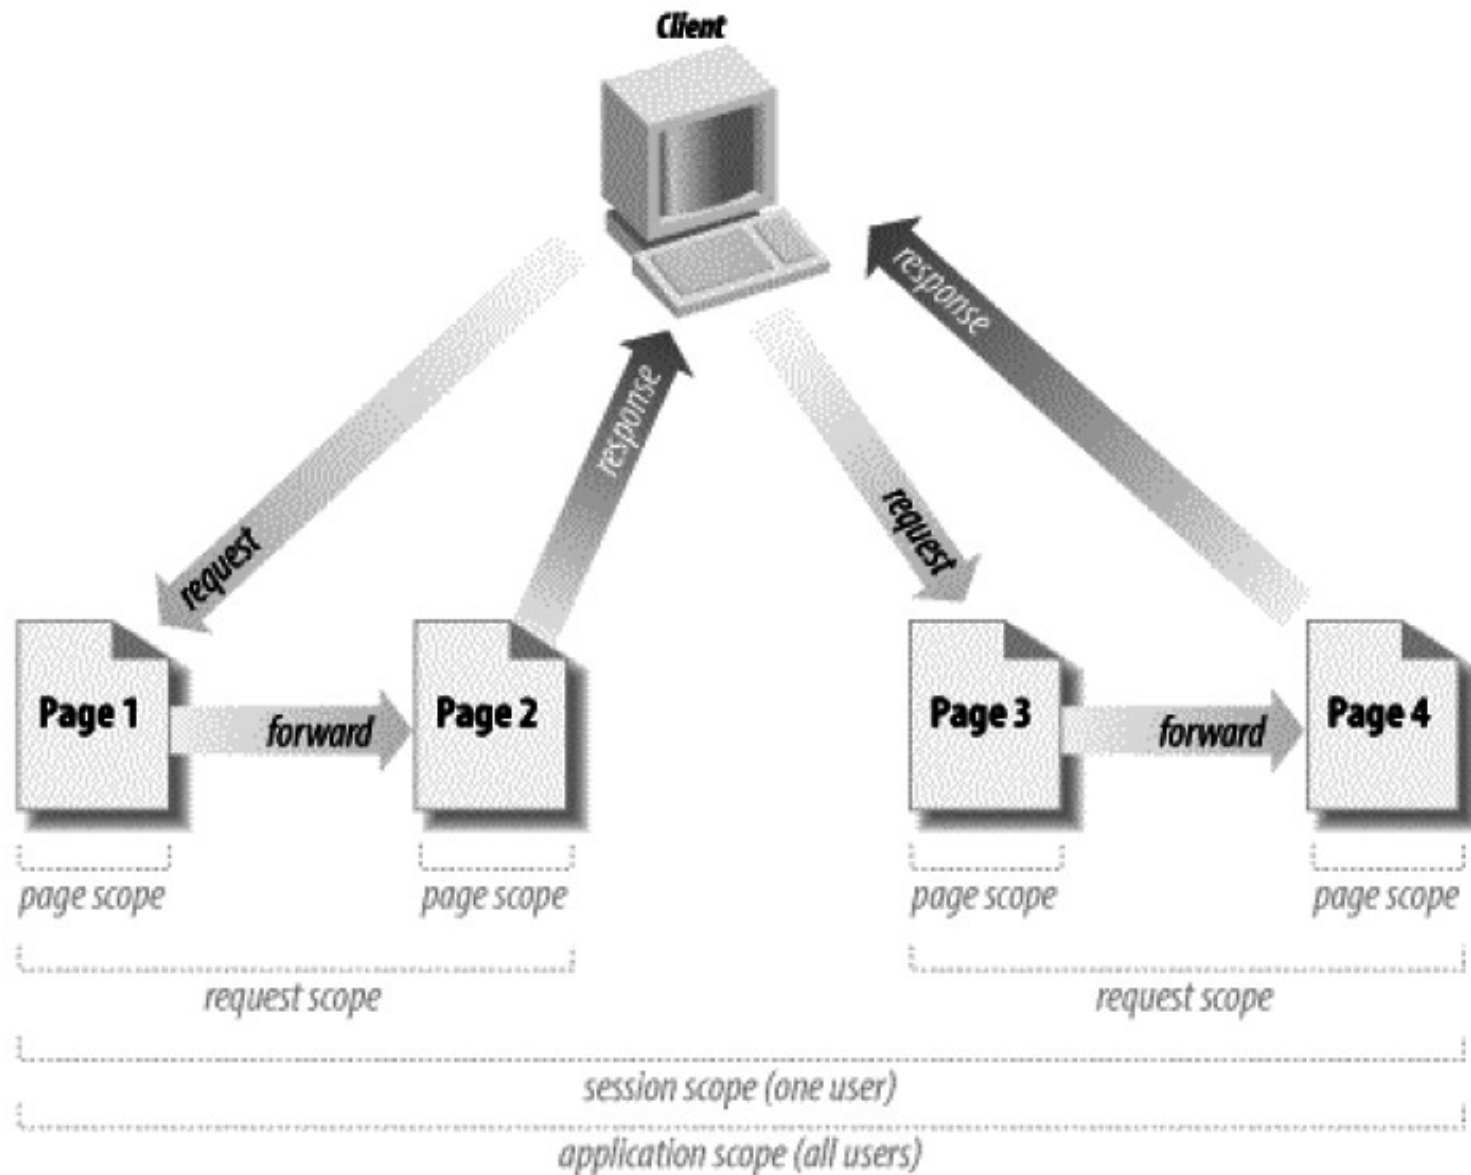 Client
response
response
request
request
Page 1
forward
Page 2
Page 3
forward
Page 4
page scope
page scope
page scope
page scope
request scope
request scope
session scope (one user)
application scope (all users)